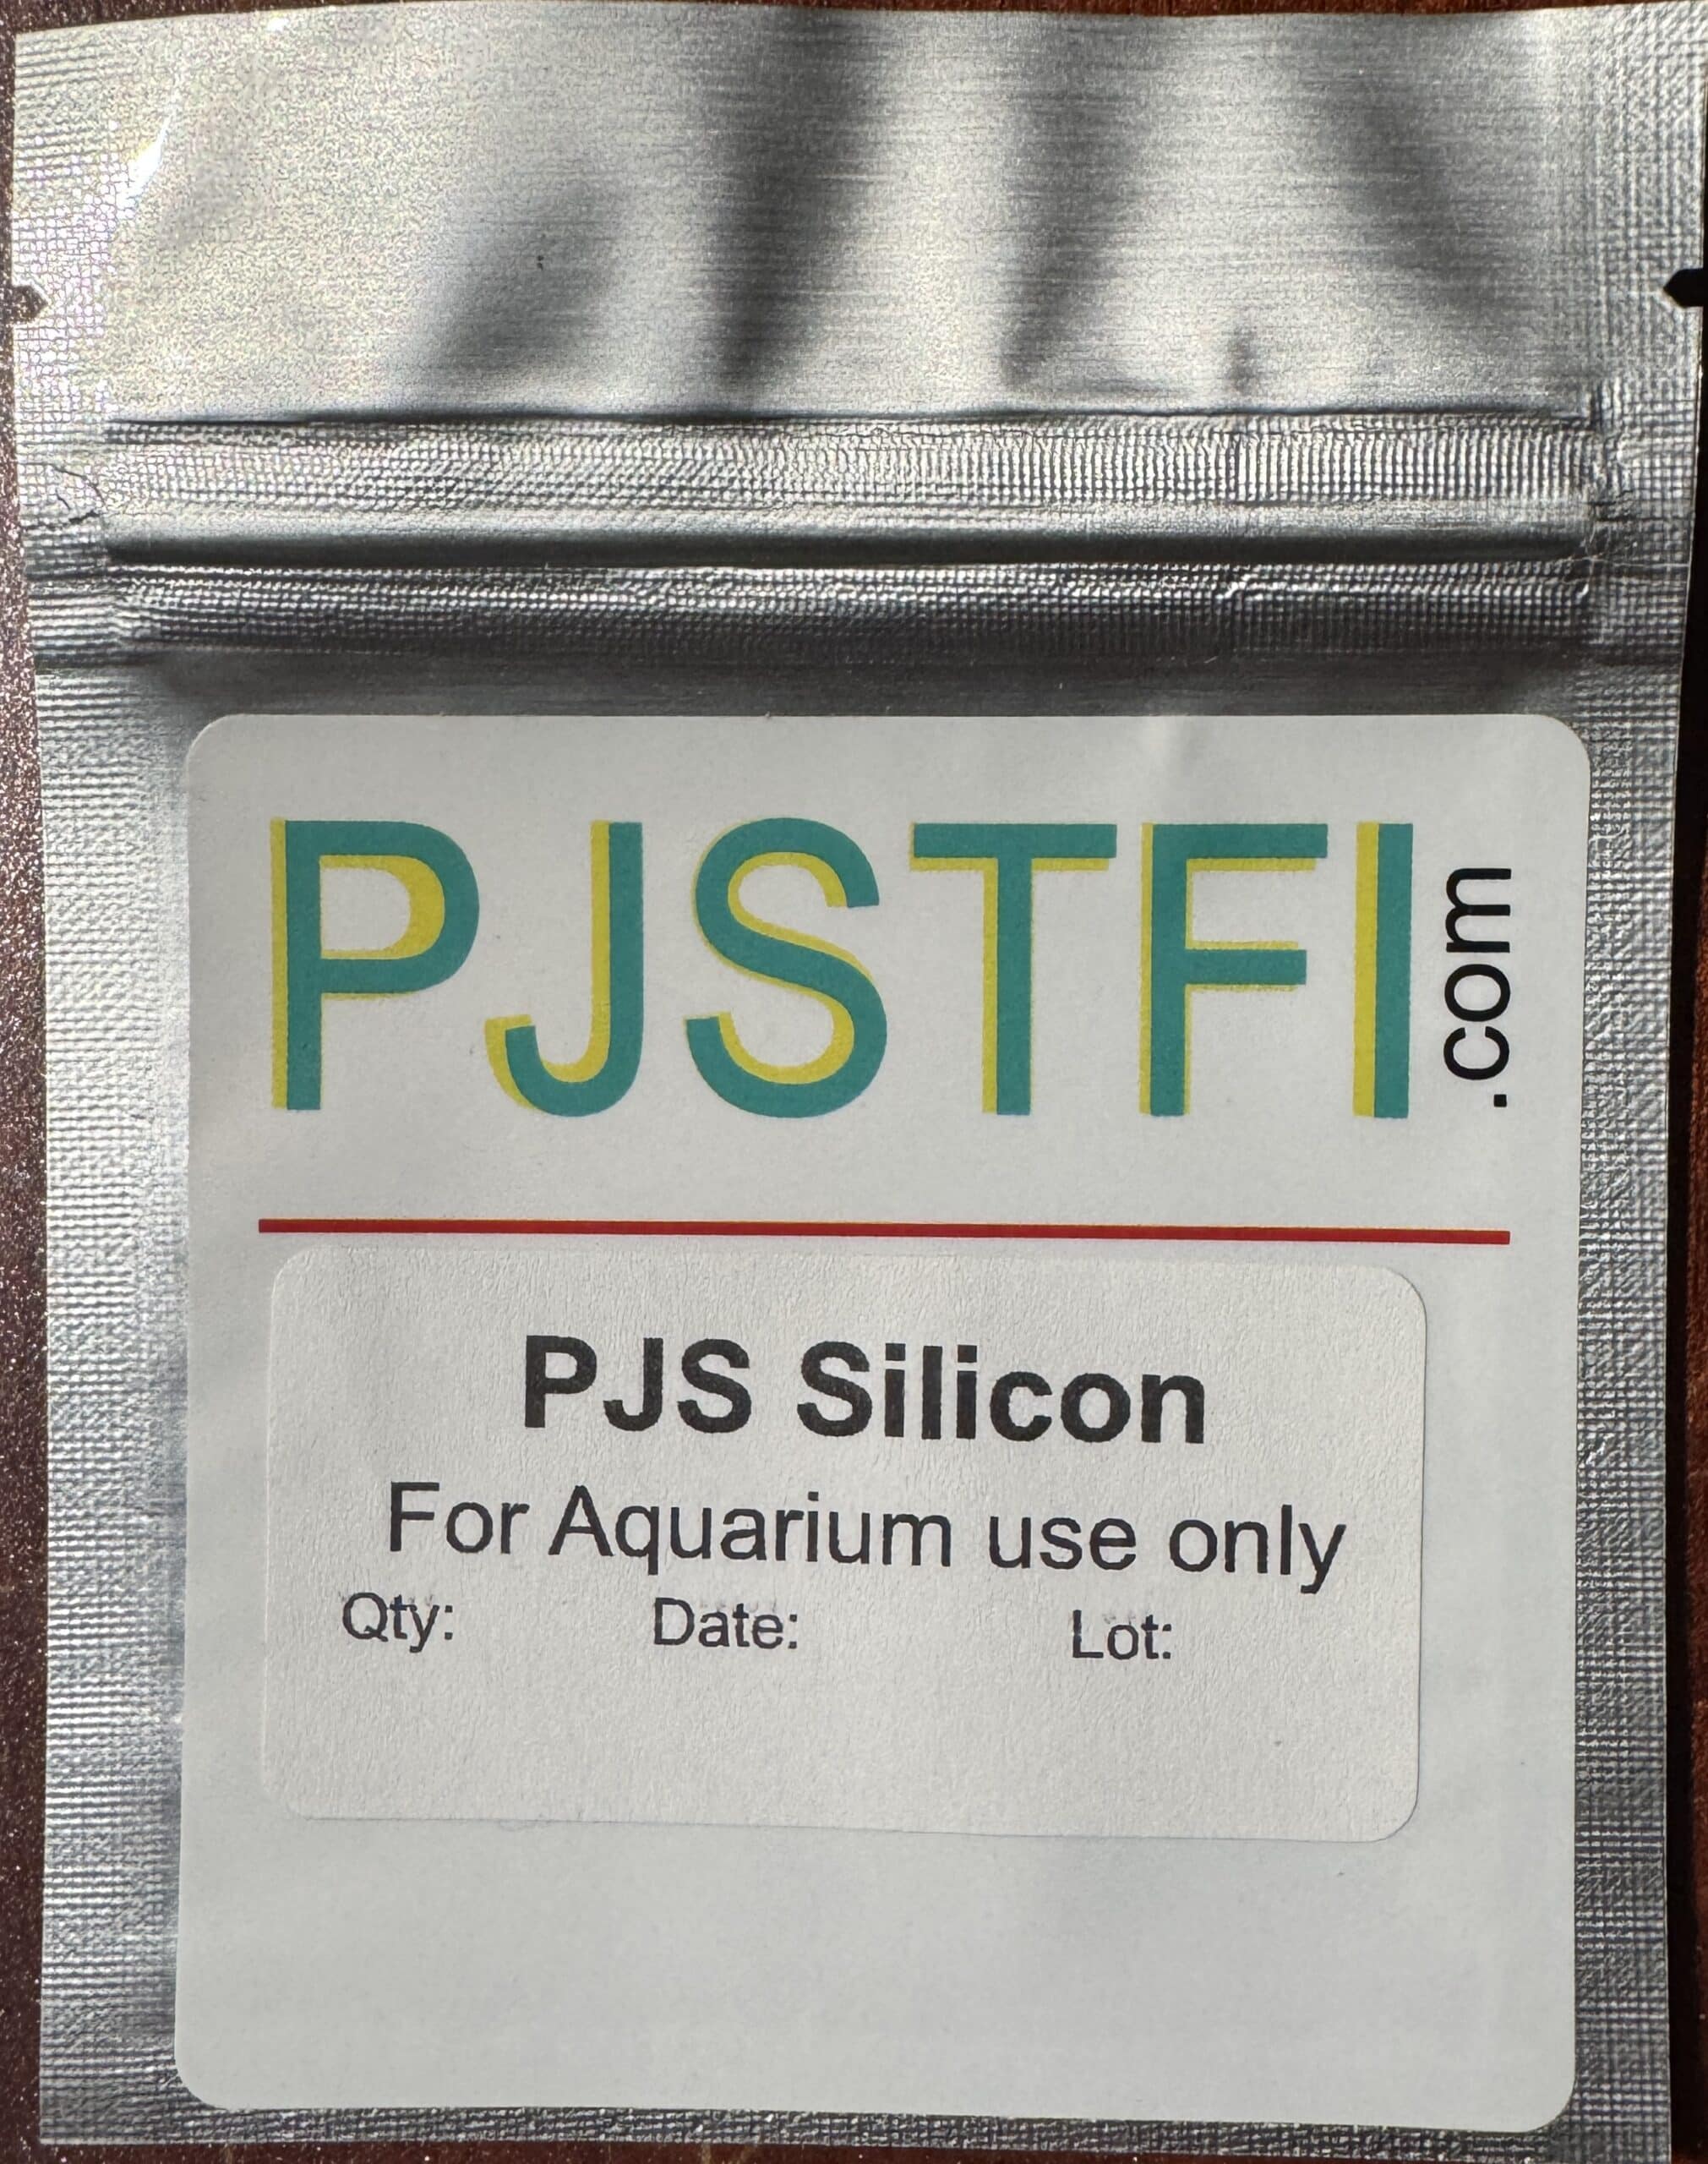 PJSTFI.com
PJS Silicon
For Aquarium use only
Qty: Date: Lot: